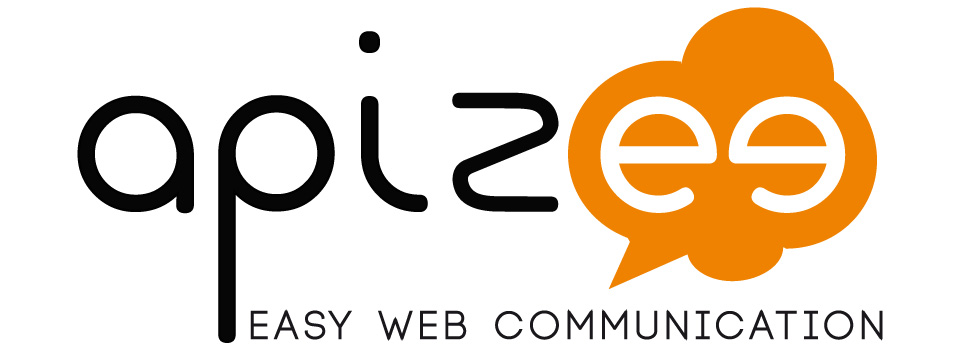 apizee
EASY WEB COMMUNICATION